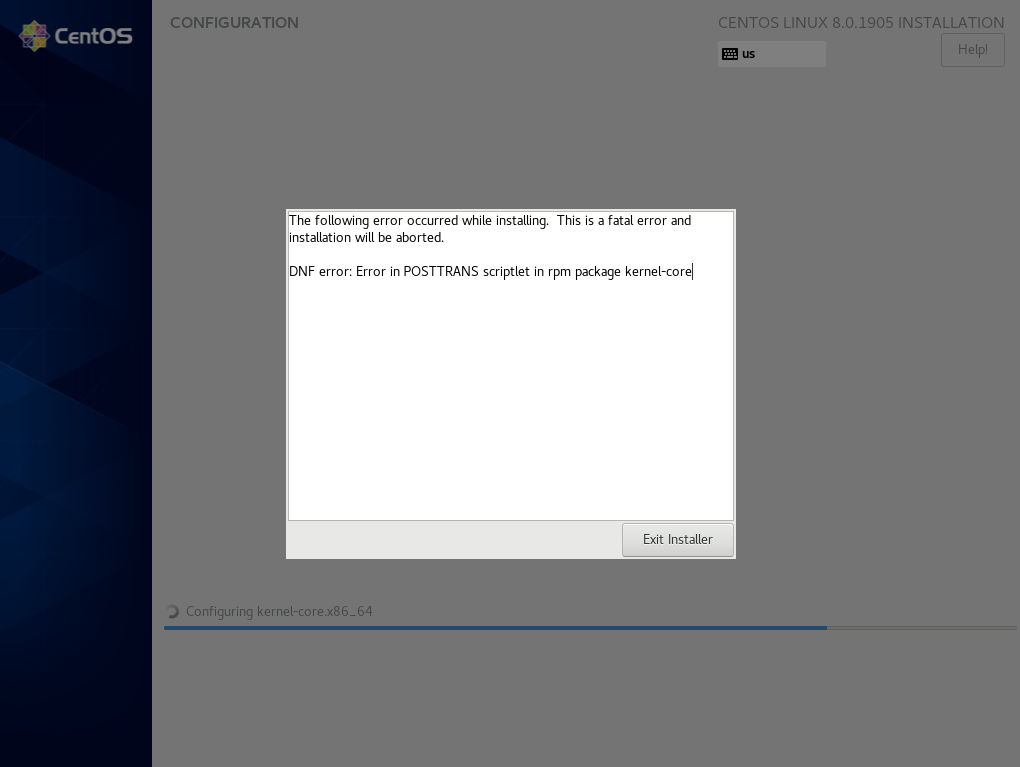 CentOS
CONFIGURATION
CENTOS LINUX 8.0.1905 INSTALLATION
us
Help!
The following error occurred while installing.  This is a fatal error and
installation will be aborted.
DNF error: Error in POSTTRANS scriptlet in rpm package kernel-core
Exit Installer
Configuring kernel-core.x86_64